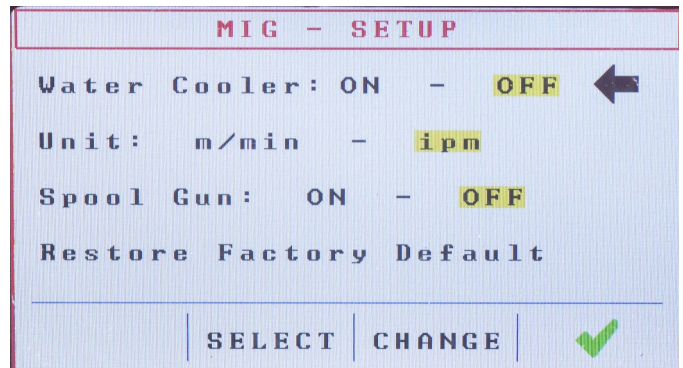 MIG - SETUP
Water Cooler: ON - OFF
Unit: m/min - ipm
Spool Gun: ON - OFF
Restore Factory Default
SELECT CHANGE